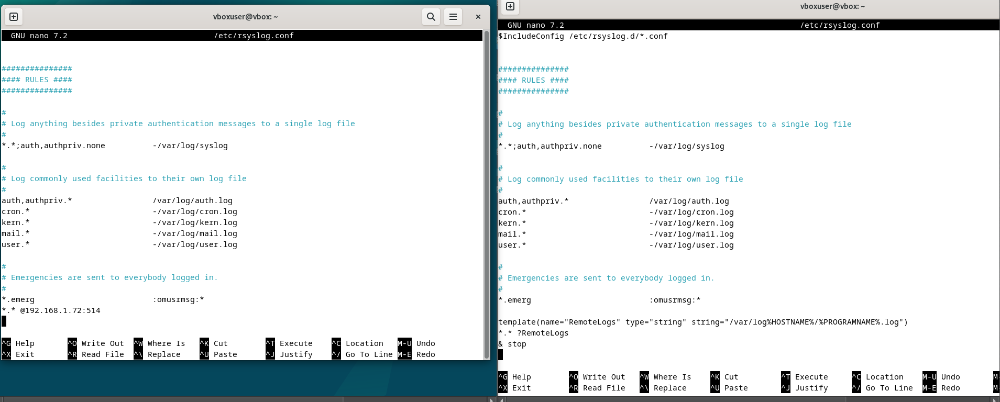 vboxuser@vbox: ~
GNU nano 7.2 /etc/rsyslog.conf
###############
#### RULES ####
###############
#
# Log anything besides private authentication messages to a single log file
#
*.*;auth,authpriv.none -/var/log/syslog
#
# Log commonly used facilities to their own log file
#
auth,authpriv.* /var/log/auth.log
cron.* -/var/log/cron.log
kern.* -/var/log/kern.log
mail.* -/var/log/mail.log
user.* -/var/log/user.log
#
# Emergencies are sent to everybody logged in.
#
*.emerg :omusrmsg:*
*.* @192.168.1.72:514
^G Help ^O Write Out ^W Where Is ^K Cut ^T Execute ^C Location M-U Undo
^X Exit ^R Read File ^\ Replace ^U Paste ^J Justify ^/ Go To Line M-E Redo
vboxuser@vbox: ~
GNU nano 7.2 /etc/rsyslog.conf
$IncludeConfig /etc/rsyslog.d/*.conf
###############
#### RULES ####
###############
#
# Log anything besides private authentication messages to a single log file
#
*.*;auth,authpriv.none -/var/log/syslog
#
# Log commonly used facilities to their own log file
#
auth,authpriv.* /var/log/auth.log
cron.* -/var/log/cron.log
kern.* -/var/log/kern.log
mail.* -/var/log/mail.log
user.* -/var/log/user.log
#
# Emergencies are sent to everybody logged in.
#
*.emerg :omusrmsg:*
template(name="RemoteLogs" type="string" string="/var/log%HOSTNAME%/%PROGRAMNAME%.log")
*.* ?RemoteLogs
& stop
^G Help ^O Write Out ^W Where Is ^K Cut ^T Execute ^C Location M-U Undo
^X Exit ^R Read File ^\ Replace ^U Paste ^J Justify ^/ Go To Line M-E Redo